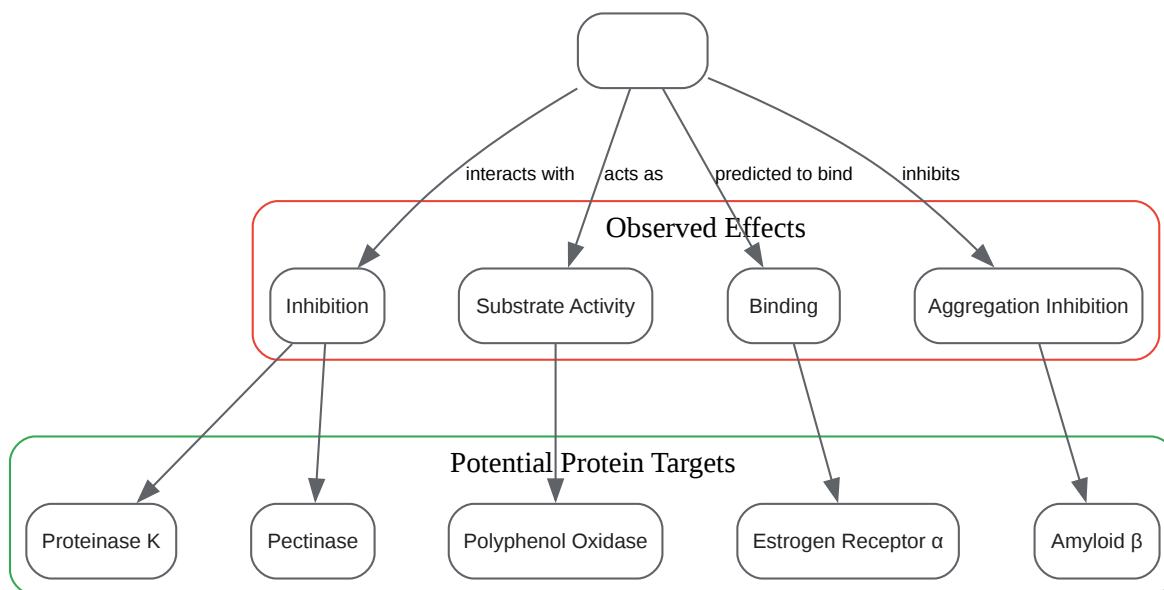 interacts with
acts as
predicted to bind
inhibits
Observed Effects
Inhibition
Substrate Activity
Binding
Aggregation Inhibition
Potential Protein Targets
Proteinase K
Pectinase
Polyphenol Oxidase
Estrogen Receptor α
Amyloid β